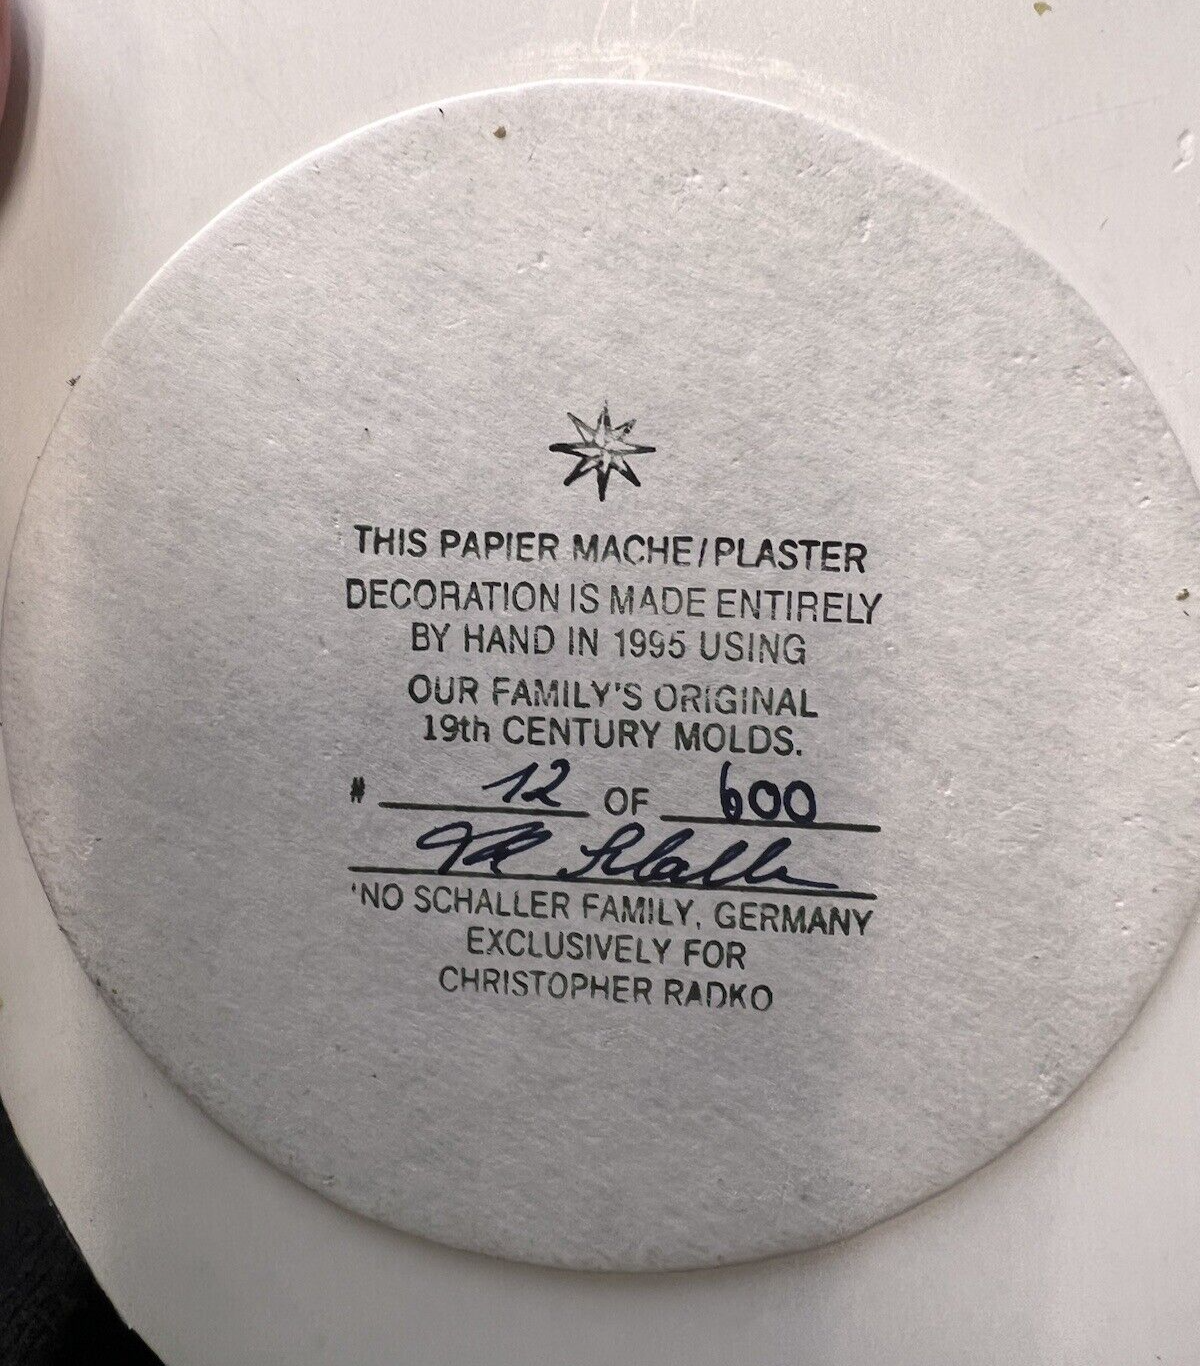 THIS PAPIER MACHE/PLASTER
DECORATION IS MADE ENTIRELY
BY HAND IN 1995 USING
OUR FAMILY'S ORIGINAL
19th CENTURY MOLDS.
# 12 OF 600
Schaller
'NO SCHALLER FAMILY, GERMANY
EXCLUSIVELY FOR
CHRISTOPHER RADKO